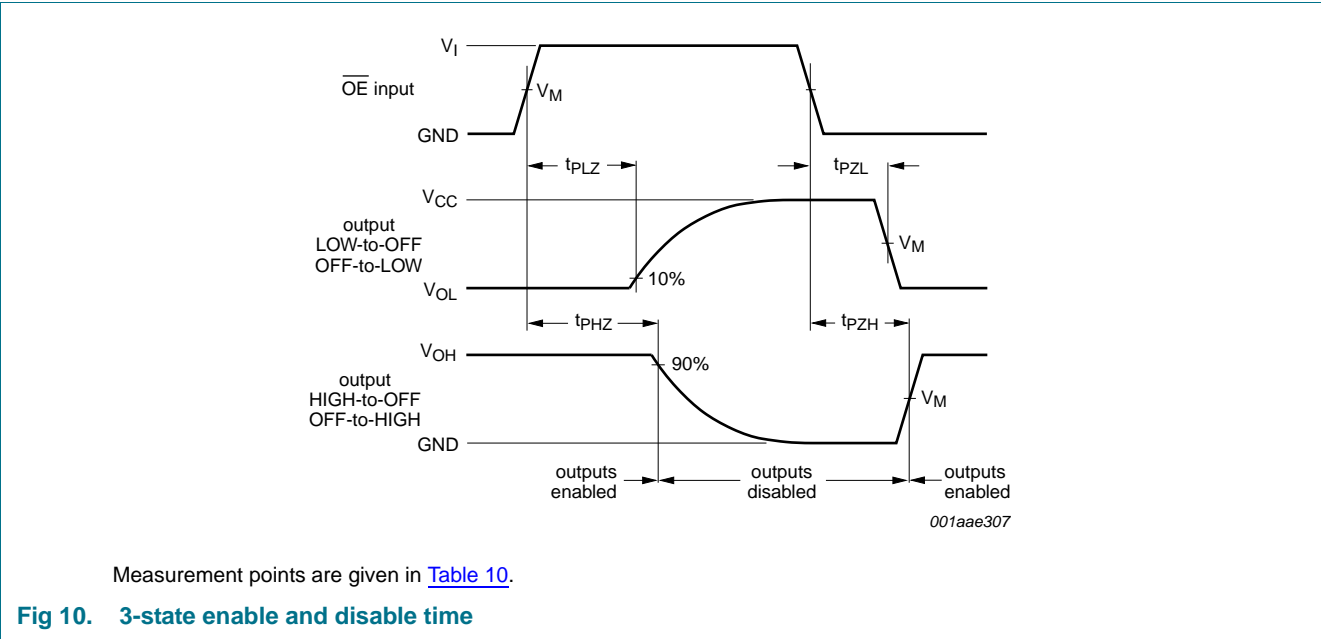 V_I
OE input
V_M
GND
t_PLZ
t_PZL
V_CC
output
LOW-to-OFF
OFF-to-LOW
V_M
10%
V_OL
t_PHZ
t_PZH
V_OH
90%
output
HIGH-to-OFF
OFF-to-HIGH
V_M
GND
outputs
enabled
outputs
disabled
outputs
enabled
001aae307
Measurement points are given in Table 10.
Fig 10. 3-state enable and disable time